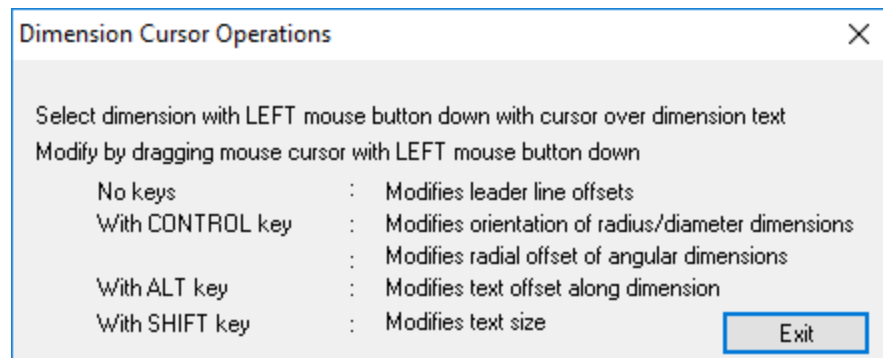 Dimension Cursor Operations
Select dimension with LEFT mouse button down with cursor over dimension text
Modify by dragging mouse cursor with LEFT mouse button down
No keys : Modifies leader line offsets
With CONTROL key : Modifies orientation of radius/diameter dimensions
: Modifies radial offset of angular dimensions
With ALT key : Modifies text offset along dimension
With SHIFT key : Modifies text size
Exit